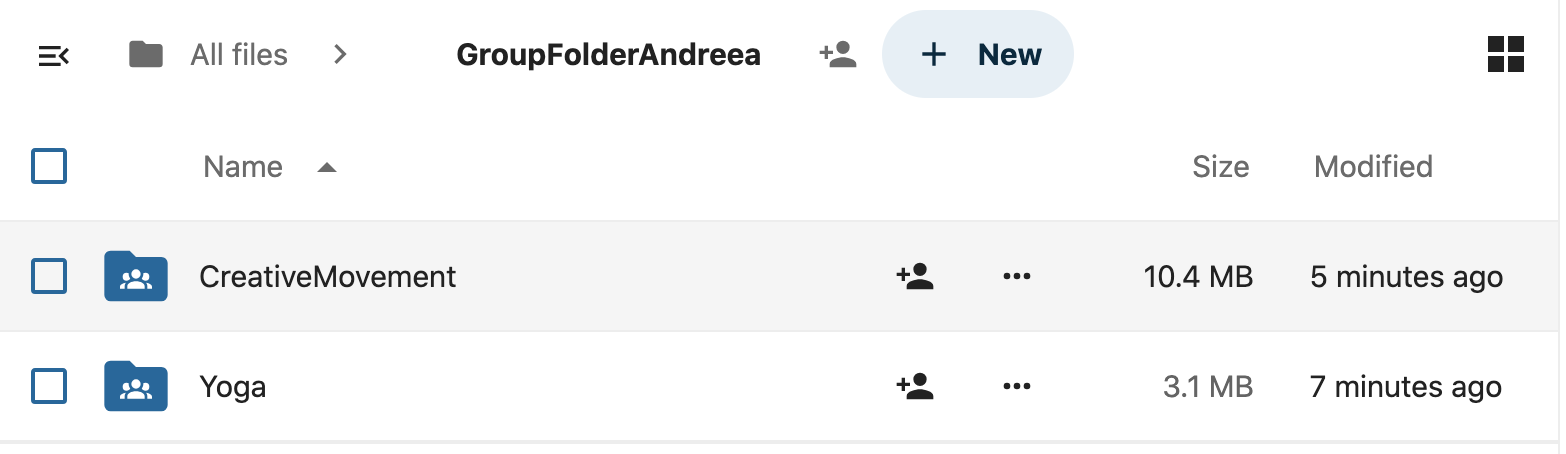 All files > GroupFolderAndreea + New
Name Size Modified
CreativeMovement 10.4 MB 5 minutes ago
Yoga 3.1 MB 7 minutes ago